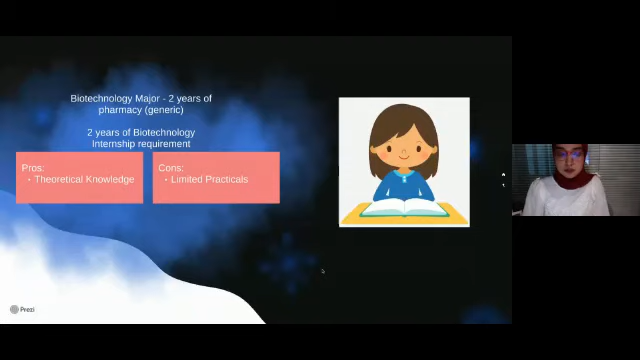 Biotechnology Major - 2 years of
pharmacy (generic)
2 years of Biotechnology
Internship requirement
Pros:
• Theoretical Knowledge
Cons:
• Limited Practicals
Prezi